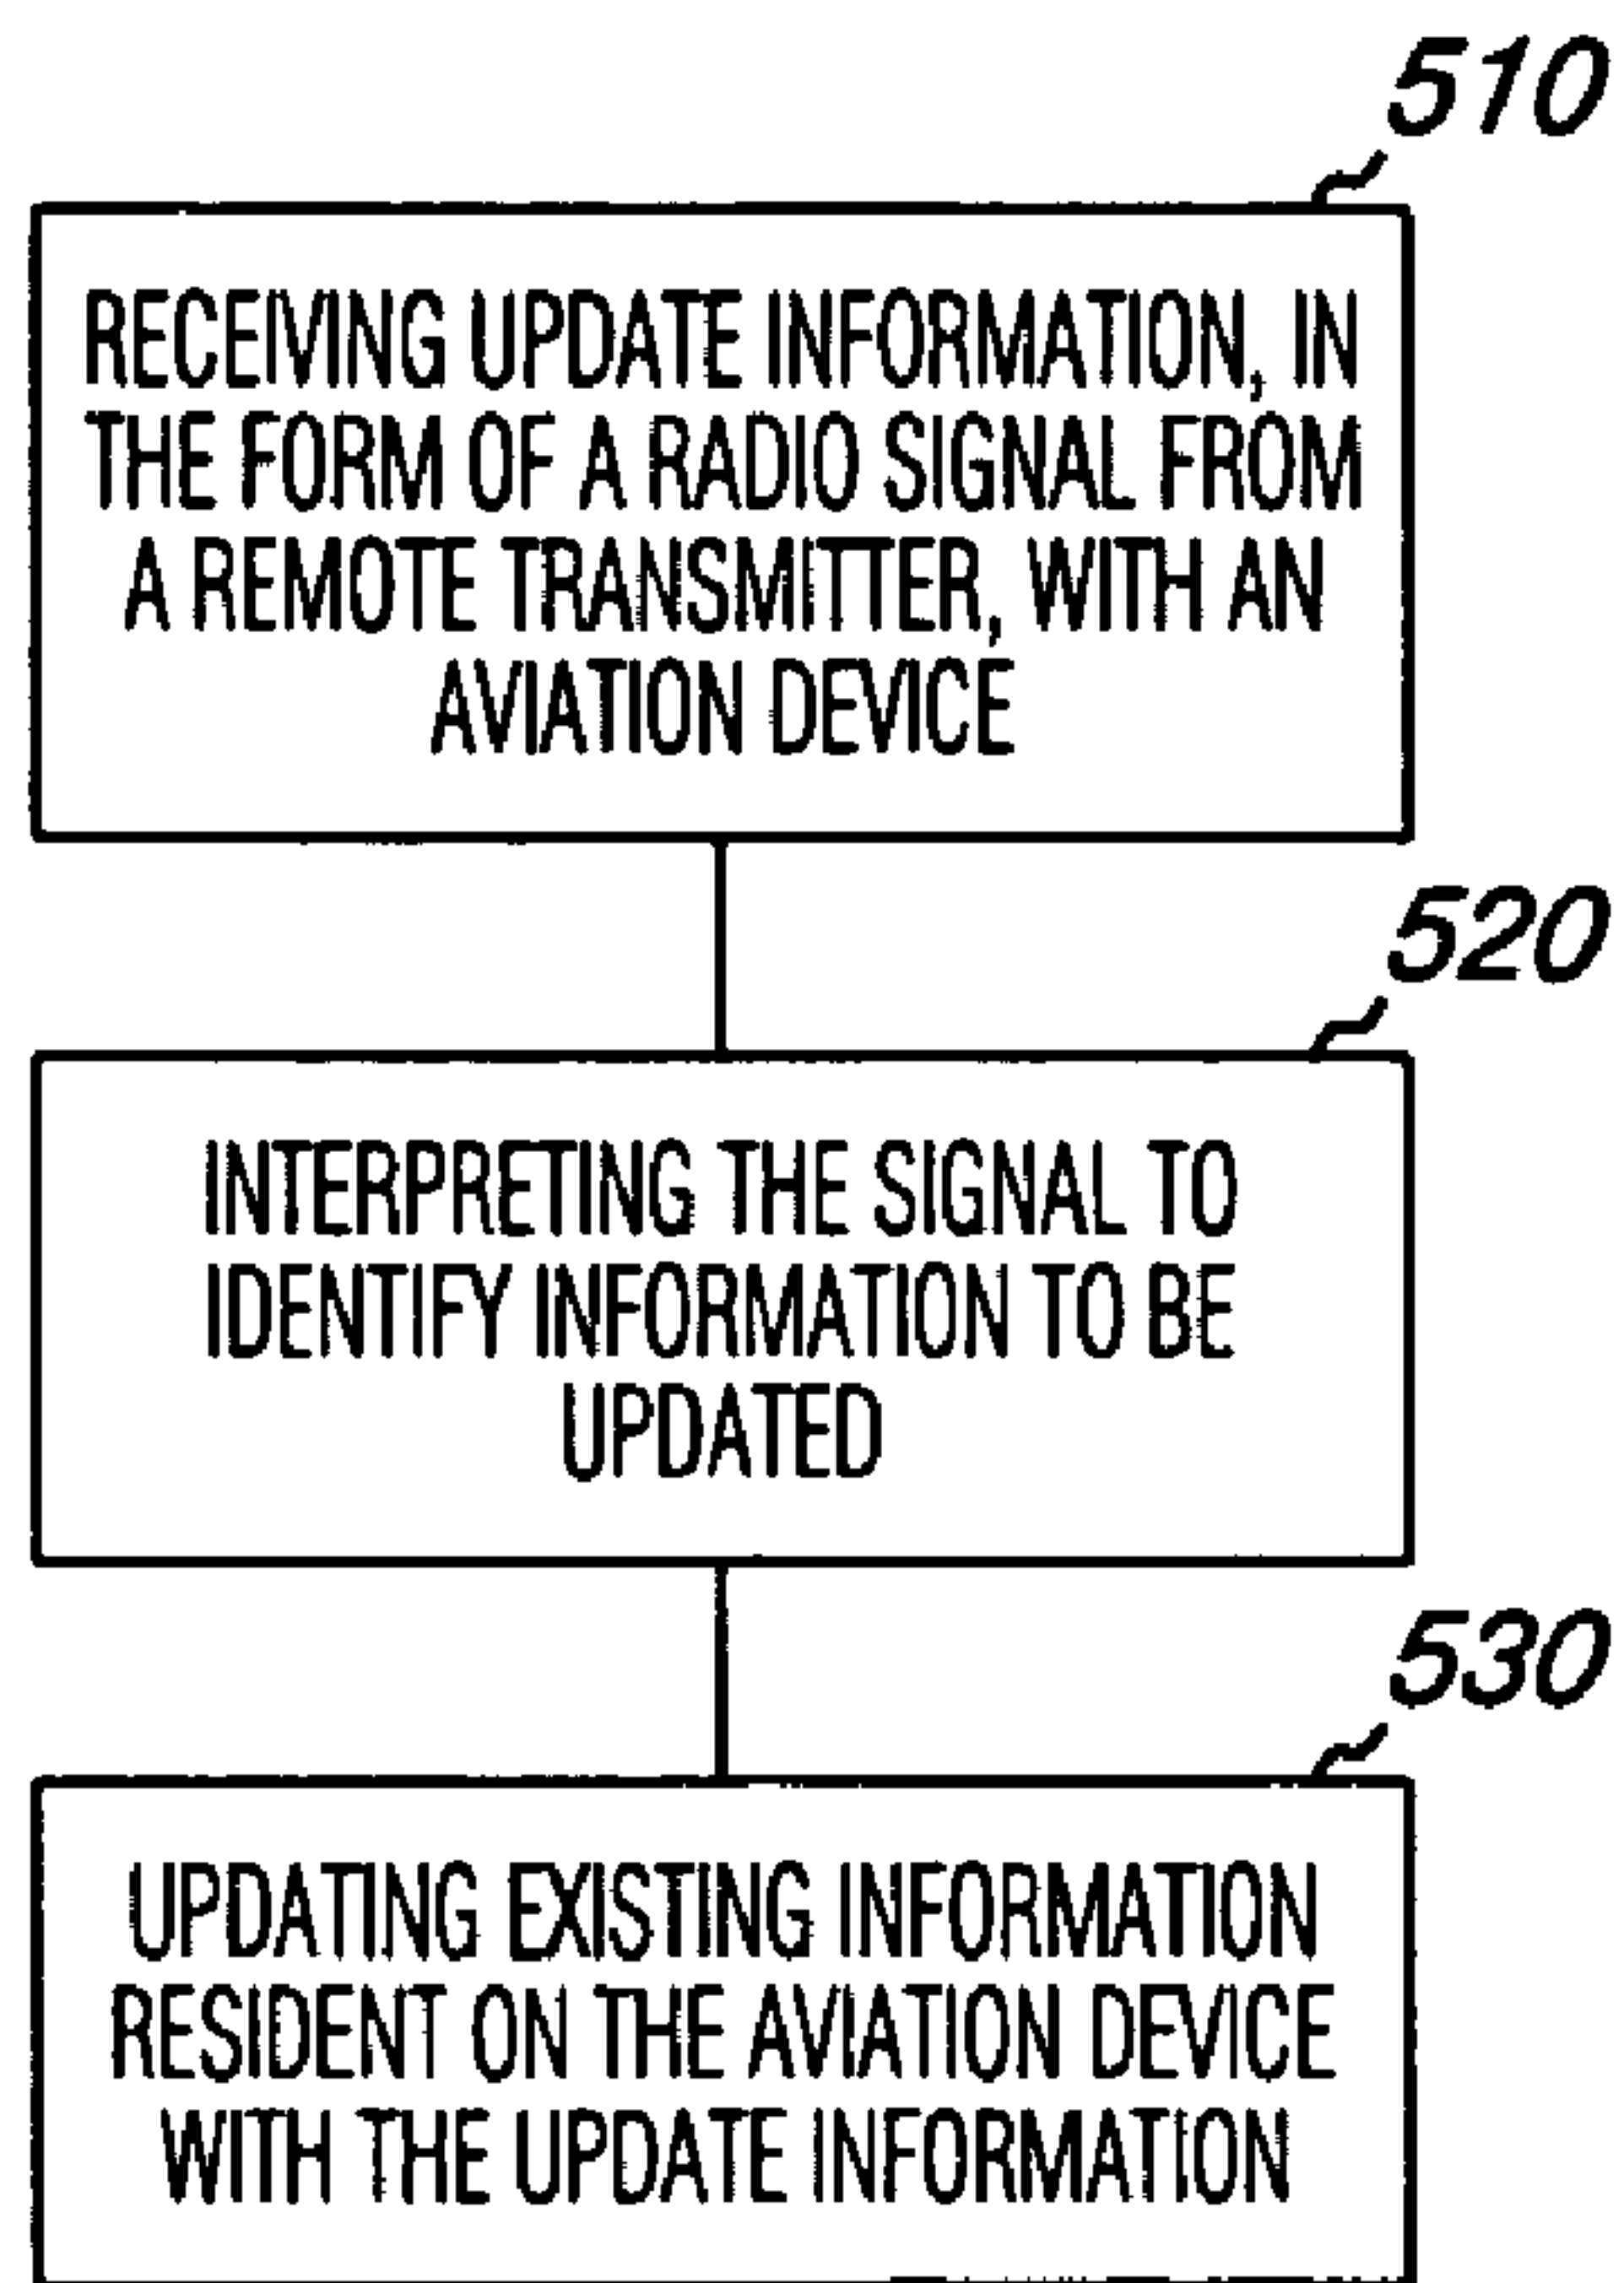 510
RECEIVING UPDATE INFORMATION, IN
THE FORM OF A RADIO SIGNAL FROM
A REMOTE TRANSMITTER, WITH AN
AVIATION DEVICE
520
INTERPRETING THE SIGNAL TO
IDENTIFY INFORMATION TO BE
UPDATED
530
UPDATING EXISTING INFORMATION
RESIDENT ON THE AVIATION DEVICE
WITH THE UPDATE INFORMATION